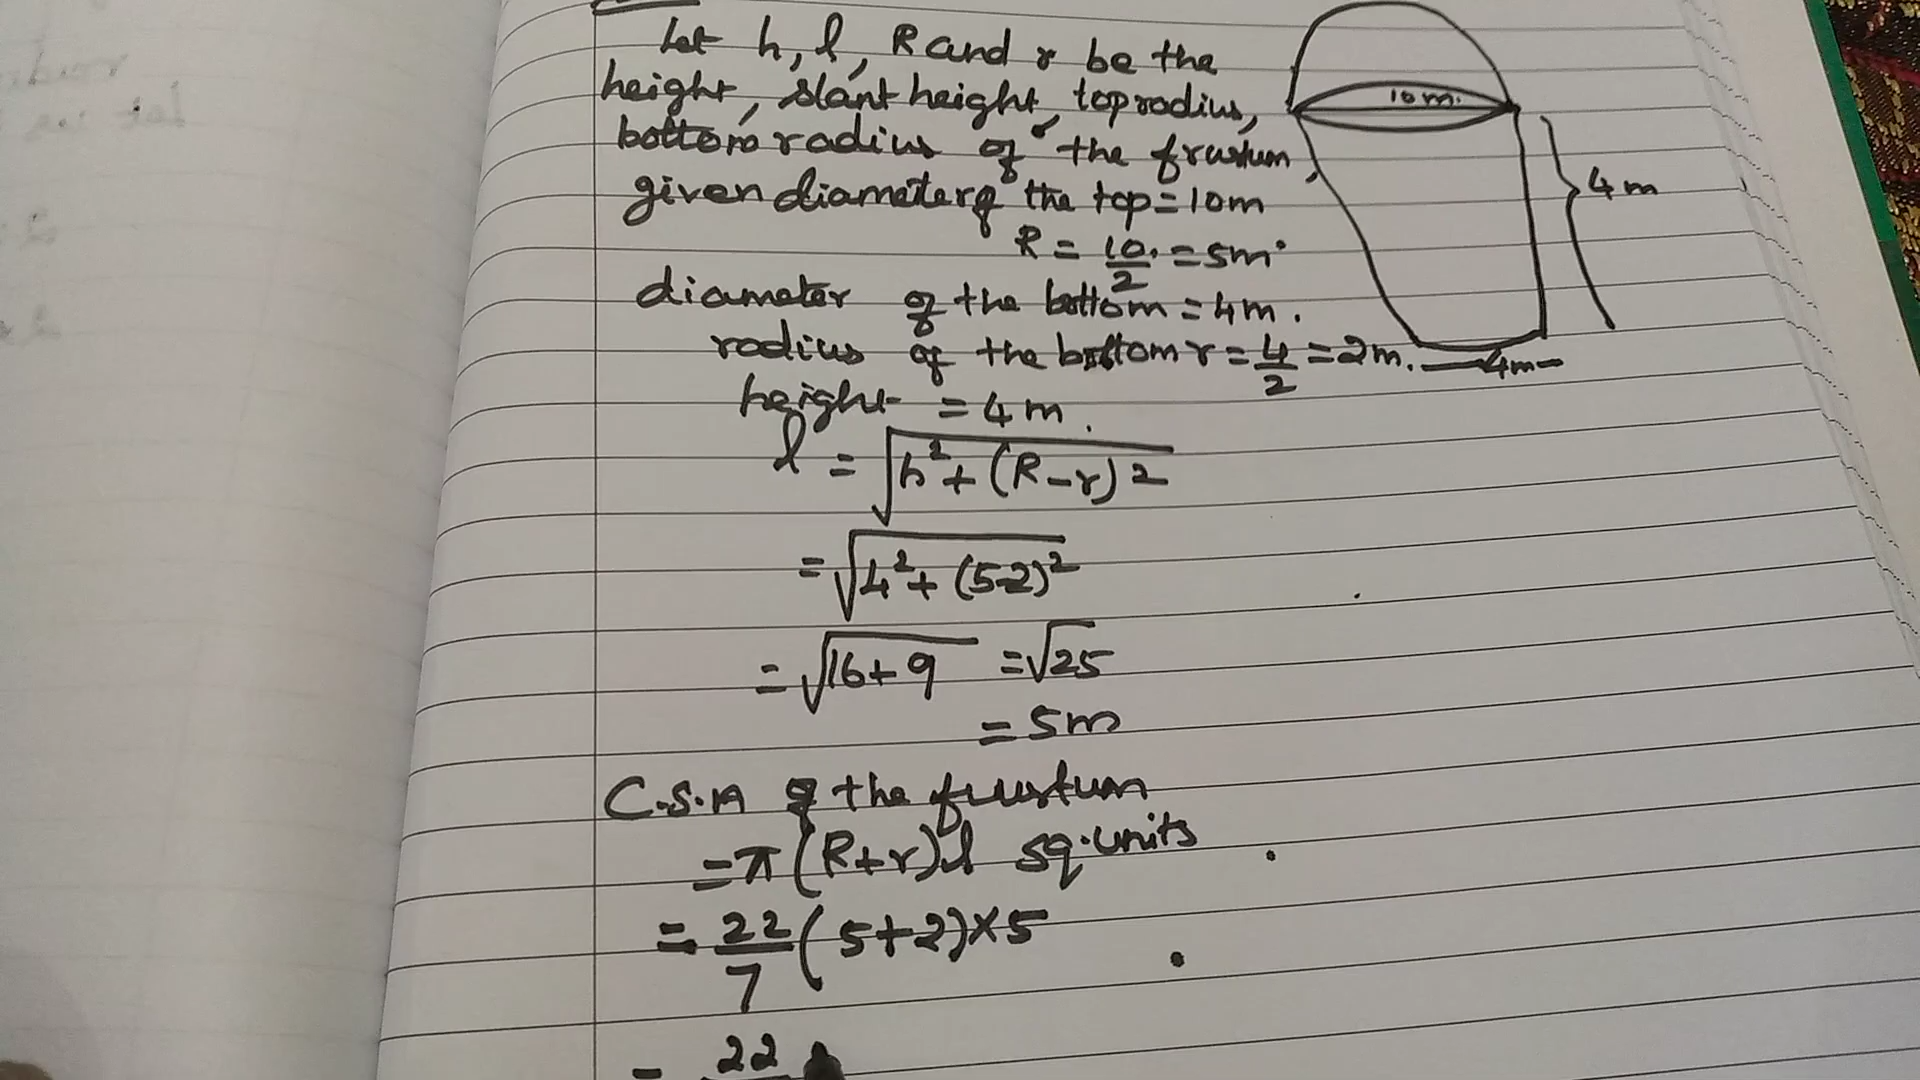 Let h, l, R and r be the
height, slant height, top radius,
bottom radius of the frustum,
given diameter of the top = 10m
R = 10/2 = 5m
diameter of the bottom = 4m.
radius of the bottom r = 4/2 = 2m.
height = 4m.
l = √(h² + (R-r)²)
= √(4² + (5-2)²)
= √(16+9) = √25
= 5m
C.S.A of the frustum
= π(R+r)l sq.units
= 22/7 (5+2)×5
= 22
10m.
4m
4m